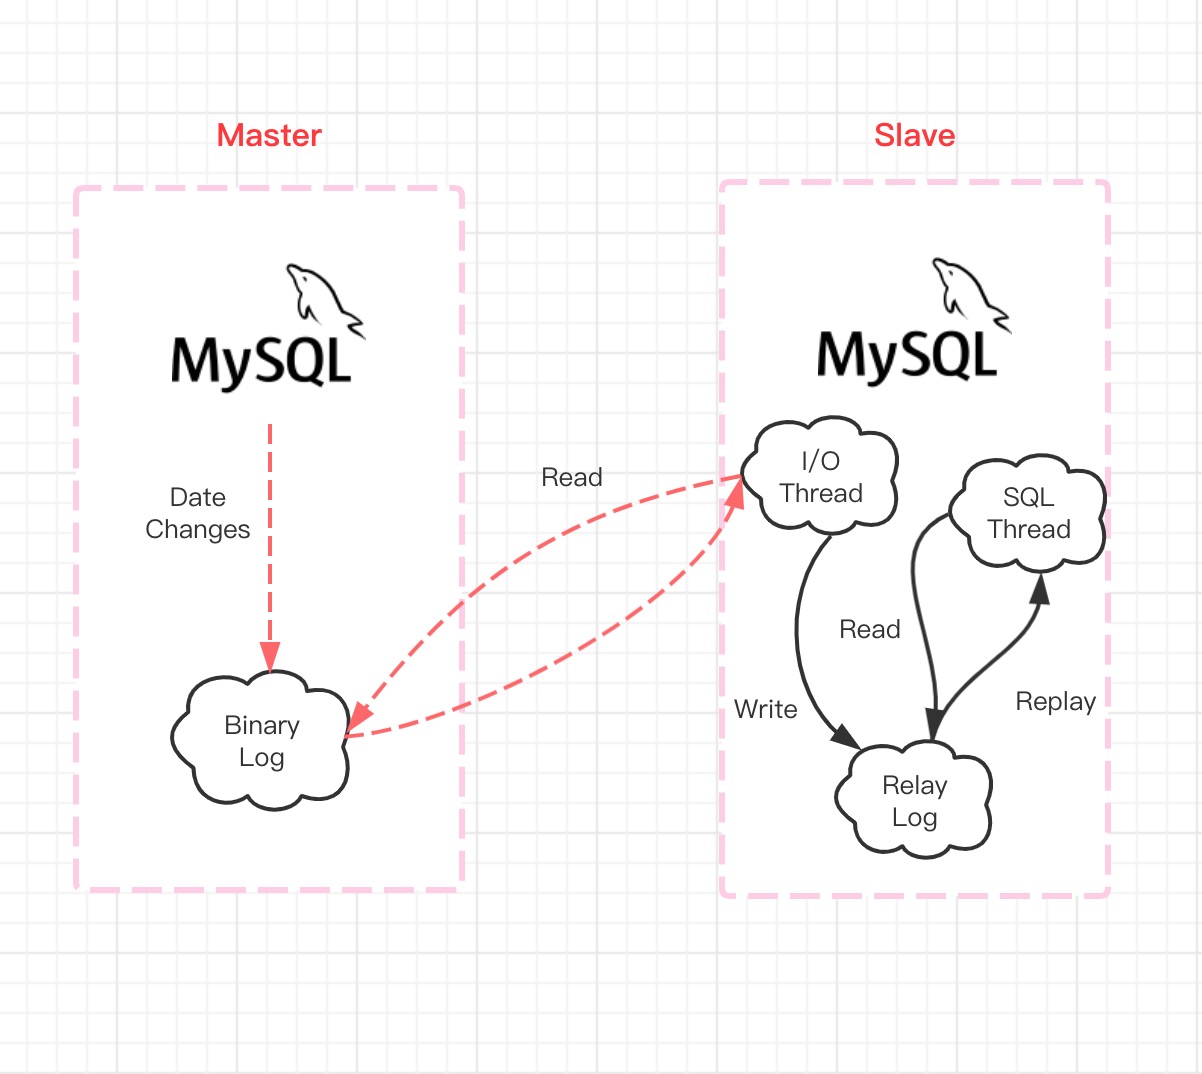 Master
Slave
MySQL
MySQL
Date
Changes
Read
I/O
Thread
SQL
Thread
Read
Write
Replay
Binary
Log
Relay
Log